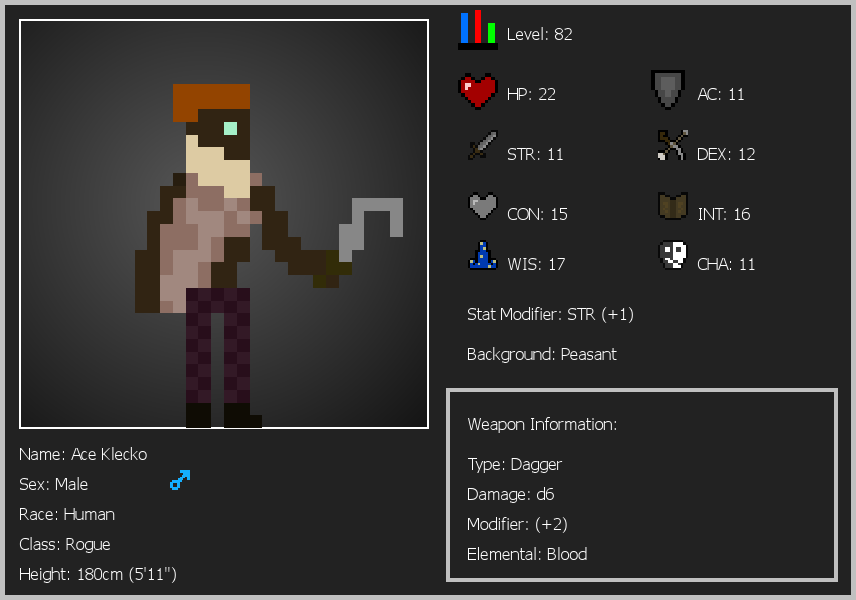 Level: 82
HP: 22
AC: 11
STR: 11
DEX: 12
CON: 15
INT: 16
WIS: 17
CHA: 11
Stat Modifier: STR (+1)
Background: Peasant
Weapon Information:
Type: Dagger
Damage: d6
Modifier: (+2)
Elemental: Blood
Name: Ace Klecko
Sex: Male
Race: Human
Class: Rogue
Height: 180cm (5'11")